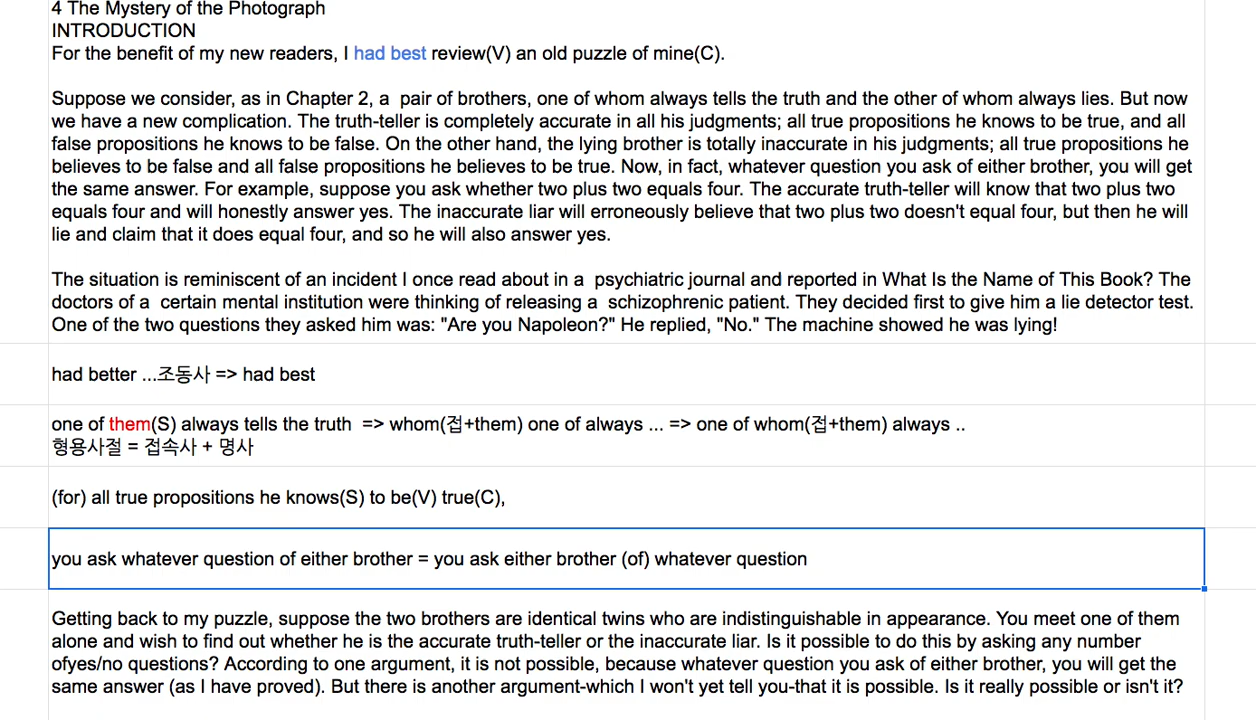 4 The Mystery of the Photograph
INTRODUCTION
For the benefit of my new readers, I had best review(V) an old puzzle of mine(C).
Suppose we consider, as in Chapter 2, a  pair of brothers, one of whom always tells the truth and the other of whom always lies. But now
we have a new complication. The truth-teller is completely accurate in all his judgments; all true propositions he knows to be true, and all
false propositions he knows to be false. On the other hand, the lying brother is totally inaccurate in his judgments; all true propositions he
believes to be false and all false propositions he believes to be true. Now, in fact, whatever question you ask of either brother, you will get
the same answer. For example, suppose you ask whether two plus two equals four. The accurate truth-teller will know that two plus two
equals four and will honestly answer yes. The inaccurate liar will erroneously believe that two plus two doesn't equal four, but then he will
lie and claim that it does equal four, and so he will also answer yes.
The situation is reminiscent of an incident I once read about in a  psychiatric journal and reported in What Is the Name of This Book? The
doctors of a  certain mental institution were thinking of releasing a  schizophrenic patient. They decided first to give him a lie detector test.
One of the two questions they asked him was: "Are you Napoleon?" He replied, "No." The machine showed he was lying!
had better ...조동사 => had best
one of them(S) always tells the truth  => whom(접+them) one of always ... => one of whom(접+them) always ..
형용사절 = 접속사 + 명사
(for) all true propositions he knows(S) to be(V) true(C),
you ask whatever question of either brother = you ask either brother (of) whatever question
Getting back to my puzzle, suppose the two brothers are identical twins who are indistinguishable in appearance. You meet one of them
alone and wish to find out whether he is the accurate truth-teller or the inaccurate liar. Is it possible to do this by asking any number
ofyes/no questions? According to one argument, it is not possible, because whatever question you ask of either brother, you will get the
same answer (as I have proved). But there is another argument-which I won't yet tell you-that it is possible. Is it really possible or isn't it?